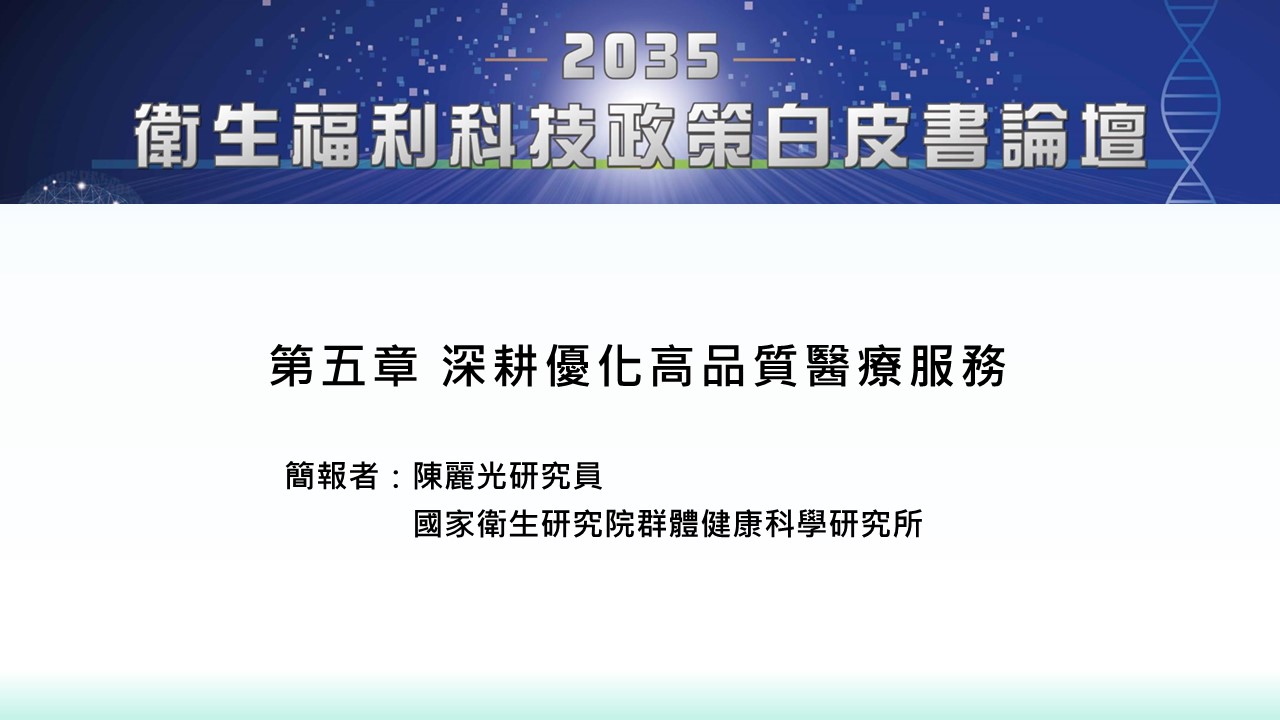 2035
衛生福利科技政策白皮書論壇
第五章 深耕優化高品質醫療服務
簡報者：陳麗光研究員
國家衛生研究院群體健康科學研究所